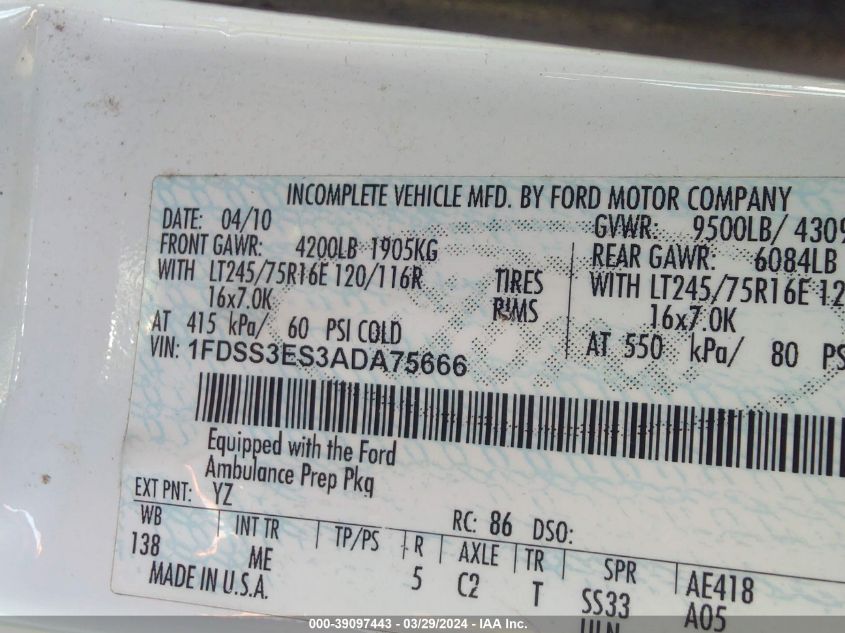 INCOMPLETE VEHICLE MFD. BY FORD MOTOR COMPANY
DATE: 04/10
GVWR: 9500LB/ 4309
FRONT GAWR: 4200LB 1905KG
REAR GAWR: 6084LB
WITH LT245/75R16E 120/116R
TIRES
WITH LT245/75R16E 12
16x7.0K
RIMS
16x7.0K
AT 415 kPa/ 60 PSI COLD
AT 550 kPa/ 80 PS
VIN: 1FDSS3ES3ADA75666
Equipped with the Ford
Ambulance Prep Pkg
EXT PNT: YZ
RC: 86 DSO:
WB INT TR TP/PS R AXLE TR SPR AE418
138 ME 5 C2 T SS33 A05
MADE IN U.S.A.
000-39097443 - 03/29/2024 - IAA Inc.